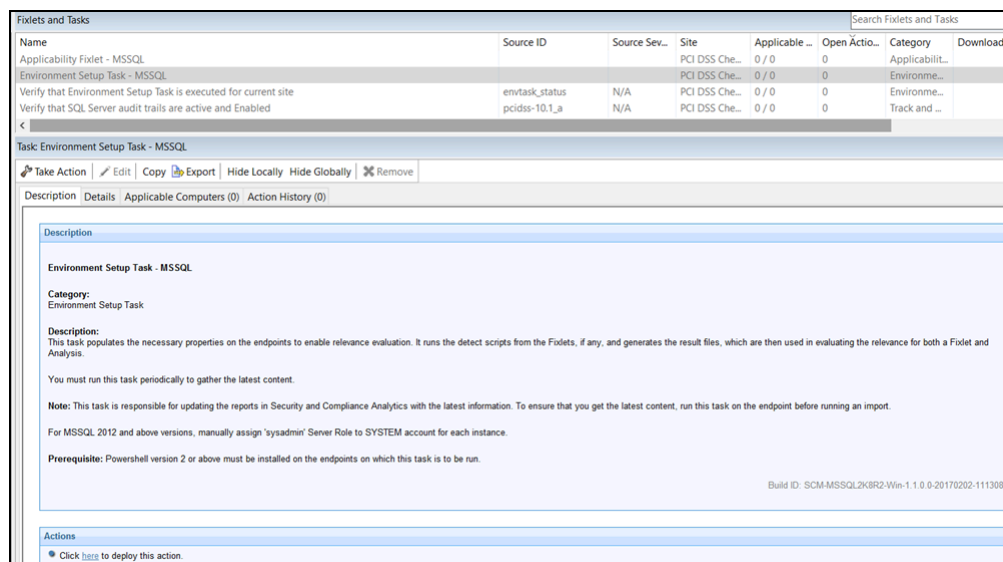 Fixlets and Tasks
Search Fixlets and Tasks
Name Source ID Source Sev... Site Applicable ... Open Actio... Category Download
Applicability Fixlet - MSSQL PCI DSS Che... 0 / 0 0 Applicabilit...
Environment Setup Task - MSSQL PCI DSS Che... 0 / 0 0 Environme...
Verify that Environment Setup Task is executed for current site envtask_status N/A PCI DSS Che... 0 / 0 0 Environme...
Verify that SQL Server audit trails are active and Enabled pcidss-10.1_a N/A PCI DSS Che... 0 / 0 0 Track and ...
Task: Environment Setup Task - MSSQL
Take Action Edit Copy Export Hide Locally Hide Globally Remove
Description Details Applicable Computers (0) Action History (0)
Description
Environment Setup Task - MSSQL
Category:
Environment Setup Task
Description:
This task populates the necessary properties on the endpoints to enable relevance evaluation. It runs the detect scripts from the Fixlets, if any, and generates the result files, which are then used in evaluating the relevance for both a Fixlet and
Analysis.
You must run this task periodically to gather the latest content.
Note: This task is responsible for updating the reports in Security and Compliance Analytics with the latest information. To ensure that you get the latest content, run this task on the endpoint before running an import.
For MSSQL 2012 and above versions, manually assign 'sysadmin' Server Role to SYSTEM account for each instance.
Prerequisite: Powershell version 2 or above must be installed on the endpoints on which this task is to be run.
Build ID: SCM-MSSQL2K8R2-Win-1.1.0.0-20170202-111308
Actions
Click here to deploy this action.